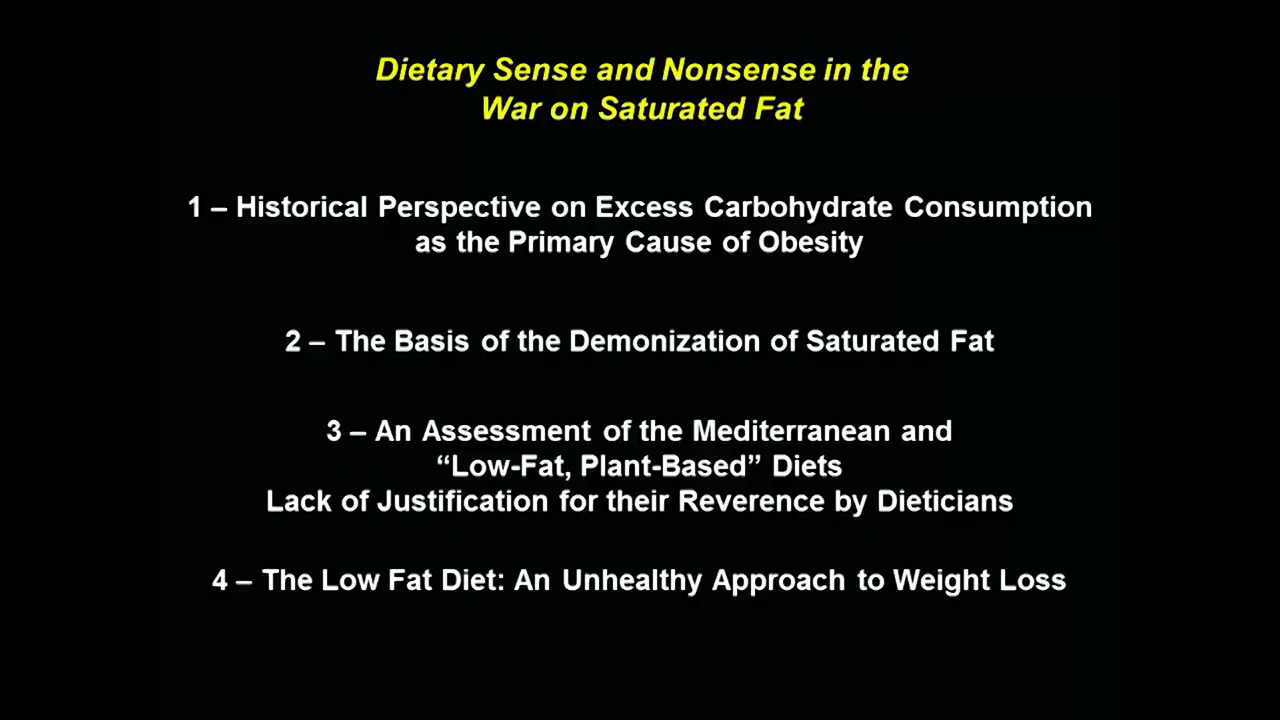 Dietary Sense and Nonsense in the
War on Saturated Fat
1 – Historical Perspective on Excess Carbohydrate Consumption
as the Primary Cause of Obesity
2 – The Basis of the Demonization of Saturated Fat
3 – An Assessment of the Mediterranean and
“Low-Fat, Plant-Based” Diets
Lack of Justification for their Reverence by Dieticians
4 – The Low Fat Diet: An Unhealthy Approach to Weight Loss